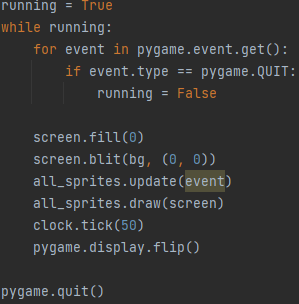 running = True
while running:
    for event in pygame.event.get():
        if event.type == pygame.QUIT:
            running = False
    screen.fill(0)
    screen.blit(bg, (0, 0))
    all_sprites.update(event)
    all_sprites.draw(screen)
    clock.tick(50)
    pygame.display.flip()
pygame.quit()